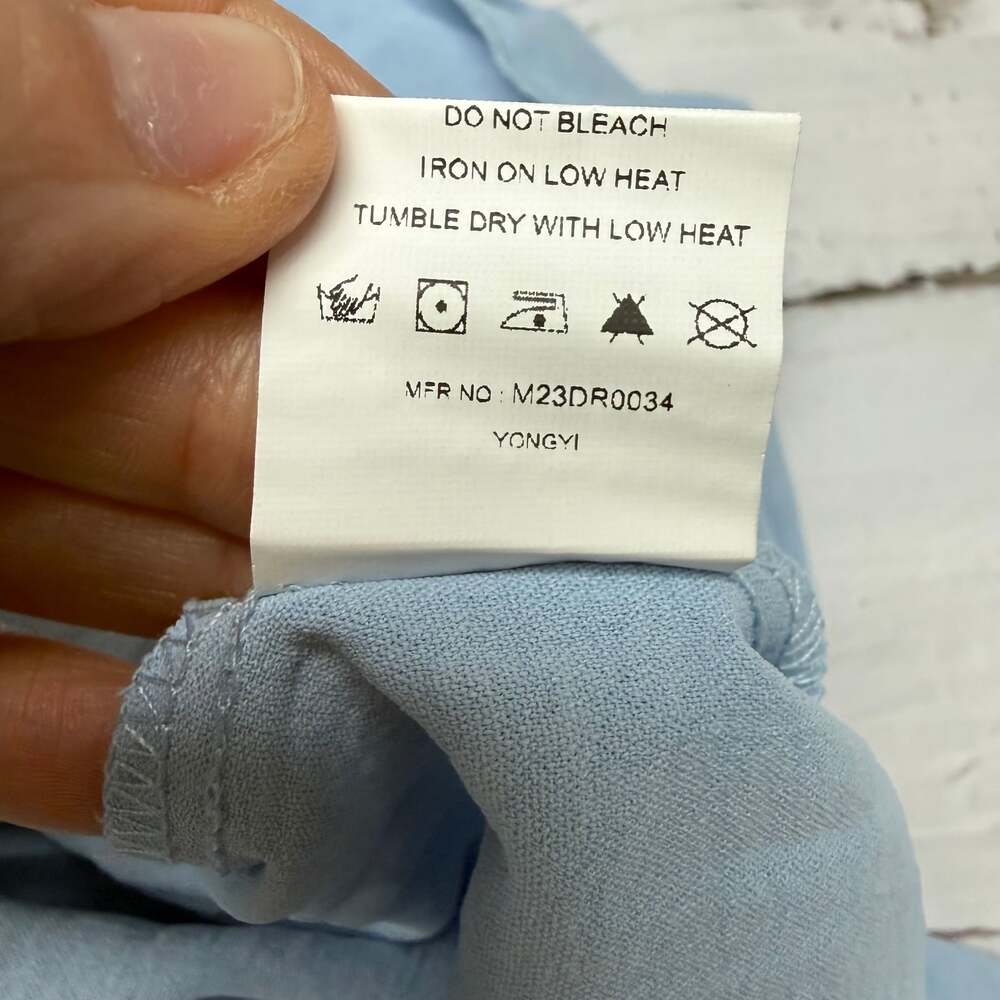 DO NOT BLEACH
IRON ON LOW HEAT
TUMBLE DRY WITH LOW HEAT
MFR NO : M23DR0034
YONGYI